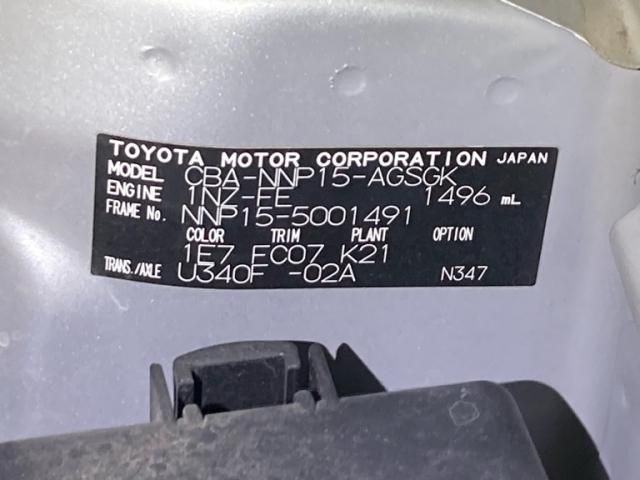 TOYOTA MOTOR CORPORATION JAPAN
MODEL CBA-NNP15-AGSGK
ENGINE 1NZ-FE 1496 mL
FRAME No. NNP15-5001491
COLOR TRIM PLANT OPTION
1E7 FC07 K21
TRANS./AXLE U340F -02A N347